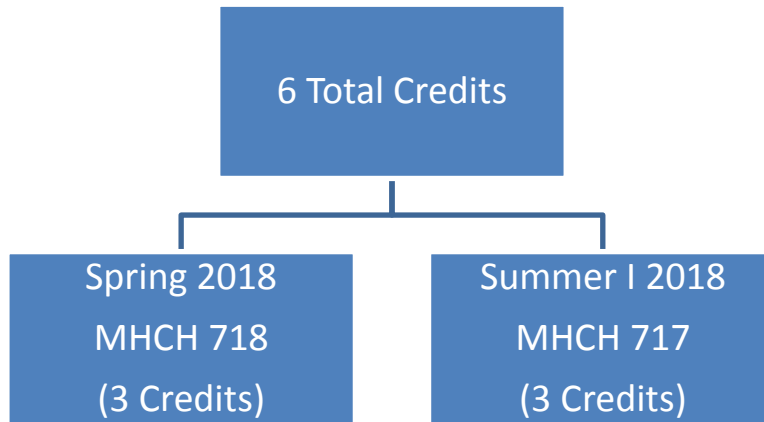 6 Total Credits
Spring 2018
MHCH 718
(3 Credits)
Summer I 2018
MHCH 717
(3 Credits)